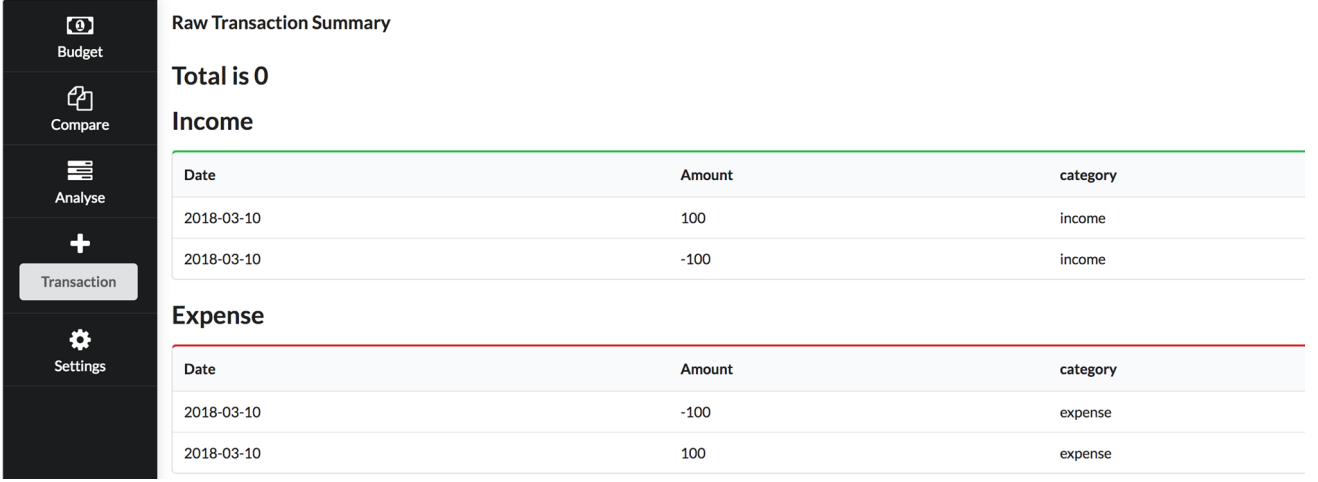 Budget
Compare
Analyse
Transaction
Settings
Raw Transaction Summary
Total is 0
Income
Date Amount category
2018-03-10 100 income
2018-03-10 -100 income
Expense
Date Amount category
2018-03-10 -100 expense
2018-03-10 100 expense